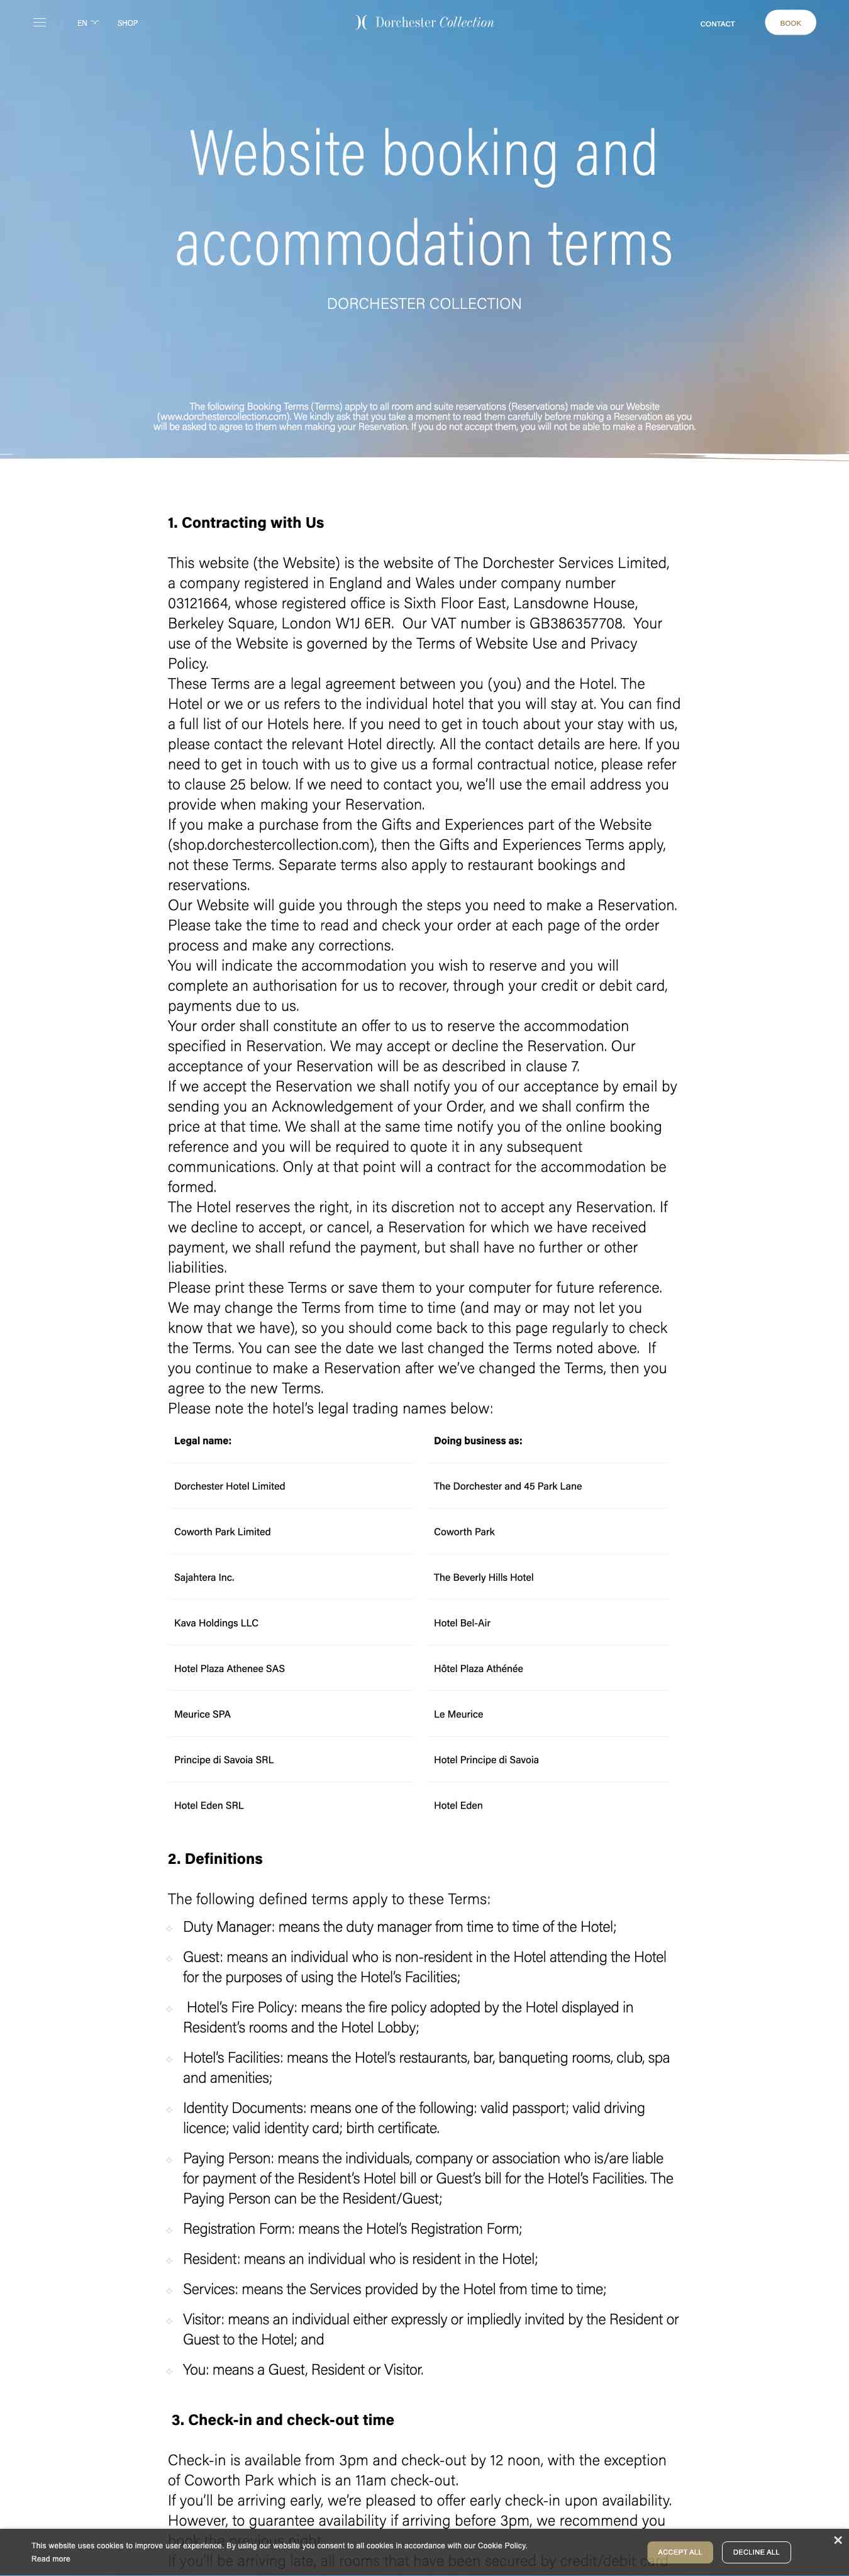 EN
SHOP
Dorchester Collection
CONTACT
BOOK
Website booking and
accommodation terms
DORCHESTER COLLECTION
The following Booking Terms (Terms) apply to all room and suite reservations (Reservations) made via our Website
(www.dorchestercollection.com). We kindly ask that you take a moment to read them carefully before making a Reservation as you
will be asked to agree to them when making your Reservation. If you do not accept them, you will not be able to make a Reservation.
1. Contracting with Us
This website (the Website) is the website of The Dorchester Services Limited,
a company registered in England and Wales under company number
03121664, whose registered office is Sixth Floor East, Lansdowne House,
Berkeley Square, London W1J 6ER.  Our VAT number is GB386357708.  Your
use of the Website is governed by the Terms of Website Use and Privacy
Policy.
These Terms are a legal agreement between you (you) and the Hotel. The
Hotel or we or us refers to the individual hotel that you will stay at. You can find
a full list of our Hotels here. If you need to get in touch about your stay with us,
please contact the relevant Hotel directly. All the contact details are here. If you
need to get in touch with us to give us a formal contractual notice, please refer
to clause 25 below. If we need to contact you, we’ll use the email address you
provide when making your Reservation.
If you make a purchase from the Gifts and Experiences part of the Website
(shop.dorchestercollection.com), then the Gifts and Experiences Terms apply,
not these Terms. Separate terms also apply to restaurant bookings and
reservations.
Our Website will guide you through the steps you need to make a Reservation.
Please take the time to read and check your order at each page of the order
process and make any corrections.
You will indicate the accommodation you wish to reserve and you will
complete an authorisation for us to recover, through your credit or debit card,
payments due to us.
Your order shall constitute an offer to us to reserve the accommodation
specified in Reservation. We may accept or decline the Reservation. Our
acceptance of your Reservation will be as described in clause 7.
If we accept the Reservation we shall notify you of our acceptance by email by
sending you an Acknowledgement of your Order, and we shall confirm the
price at that time. We shall at the same time notify you of the online booking
reference and you will be required to quote it in any subsequent
communications. Only at that point will a contract for the accommodation be
formed.
The Hotel reserves the right, in its discretion not to accept any Reservation. If
we decline to accept, or cancel, a Reservation for which we have received
payment, we shall refund the payment, but shall have no further or other
liabilities.
Please print these Terms or save them to your computer for future reference.
We may change the Terms from time to time (and may or may not let you
know that we have), so you should come back to this page regularly to check
the Terms. You can see the date we last changed the Terms noted above.  If
you continue to make a Reservation after we’ve changed the Terms, then you
agree to the new Terms.
Please note the hotel’s legal trading names below:
Legal name: Doing business as:
Dorchester Hotel Limited The Dorchester and 45 Park Lane
Coworth Park Limited Coworth Park
Sajahtera Inc. The Beverly Hills Hotel
Kava Holdings LLC Hotel Bel-Air
Hotel Plaza Athenee SAS Hôtel Plaza Athénée
Meurice SPA Le Meurice
Principe di Savoia SRL Hotel Principe di Savoia
Hotel Eden SRL Hotel Eden
2. Definitions
The following defined terms apply to these Terms:
Duty Manager: means the duty manager from time to time of the Hotel;
Guest: means an individual who is non-resident in the Hotel attending the Hotel
for the purposes of using the Hotel’s Facilities;
Hotel’s Fire Policy: means the fire policy adopted by the Hotel displayed in
Resident’s rooms and the Hotel Lobby;
Hotel’s Facilities: means the Hotel’s restaurants, bar, banqueting rooms, club, spa
and amenities;
Identity Documents: means one of the following: valid passport; valid driving
licence; valid identity card; birth certificate.
Paying Person: means the individuals, company or association who is/are liable
for payment of the Resident’s Hotel bill or Guest’s bill for the Hotel’s Facilities. The
Paying Person can be the Resident/Guest;
Registration Form: means the Hotel’s Registration Form;
Resident: means an individual who is resident in the Hotel;
Services: means the Services provided by the Hotel from time to time;
Visitor: means an individual either expressly or impliedly invited by the Resident or
Guest to the Hotel; and
You: means a Guest, Resident or Visitor.
3. Check-in and check-out time
Check-in is available from 3pm and check-out by 12 noon, with the exception
of Coworth Park which is an 11am check-out.
If you’ll be arriving early, we’re pleased to offer early check-in upon availability.
However, to guarantee availability if arriving before 3pm, we recommend you
book the previous night.
If you’ll be arriving late, all rooms that have been secured by credit/debit card
This website uses cookies to improve user experience. By using our website you consent to all cookies in accordance with our Cookie Policy.
Read more
ACCEPT ALL
DECLINE ALL